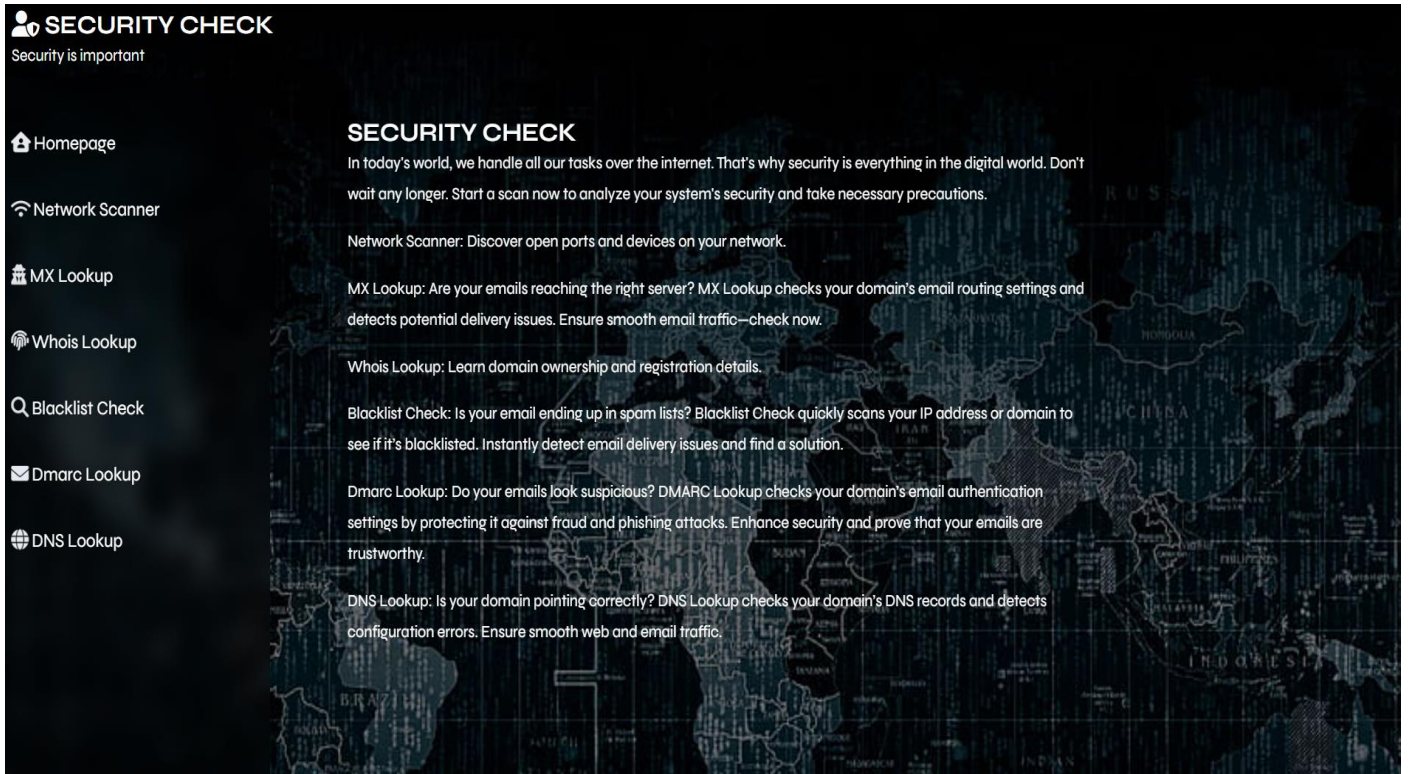 SECURITY CHECK
Security is important
Homepage
Network Scanner
MX Lookup
Whois Lookup
Blacklist Check
Dmarc Lookup
DNS Lookup
SECURITY CHECK
In today's world, we handle all our tasks over the internet. That's why security is everything in the digital world. Don't
wait any longer. Start a scan now to analyze your system's security and take necessary precautions.
Network Scanner: Discover open ports and devices on your network.
MX Lookup: Are your emails reaching the right server? MX Lookup checks your domain's email routing settings and
detects potential delivery issues. Ensure smooth email traffic—check now.
Whois Lookup: Learn domain ownership and registration details.
Blacklist Check: Is your email ending up in spam lists? Blacklist Check quickly scans your IP address or domain to
see if it's blacklisted. Instantly detect email delivery issues and find a solution.
Dmarc Lookup: Do your emails look suspicious? DMARC Lookup checks your domain's email authentication
settings by protecting it against fraud and phishing attacks. Enhance security and prove that your emails are
trustworthy.
DNS Lookup: Is your domain pointing correctly? DNS Lookup checks your domain's DNS records and detects
configuration errors. Ensure smooth web and email traffic.
MONGOLIA
CHINA
IRAN
SUDAN
BRAZIL